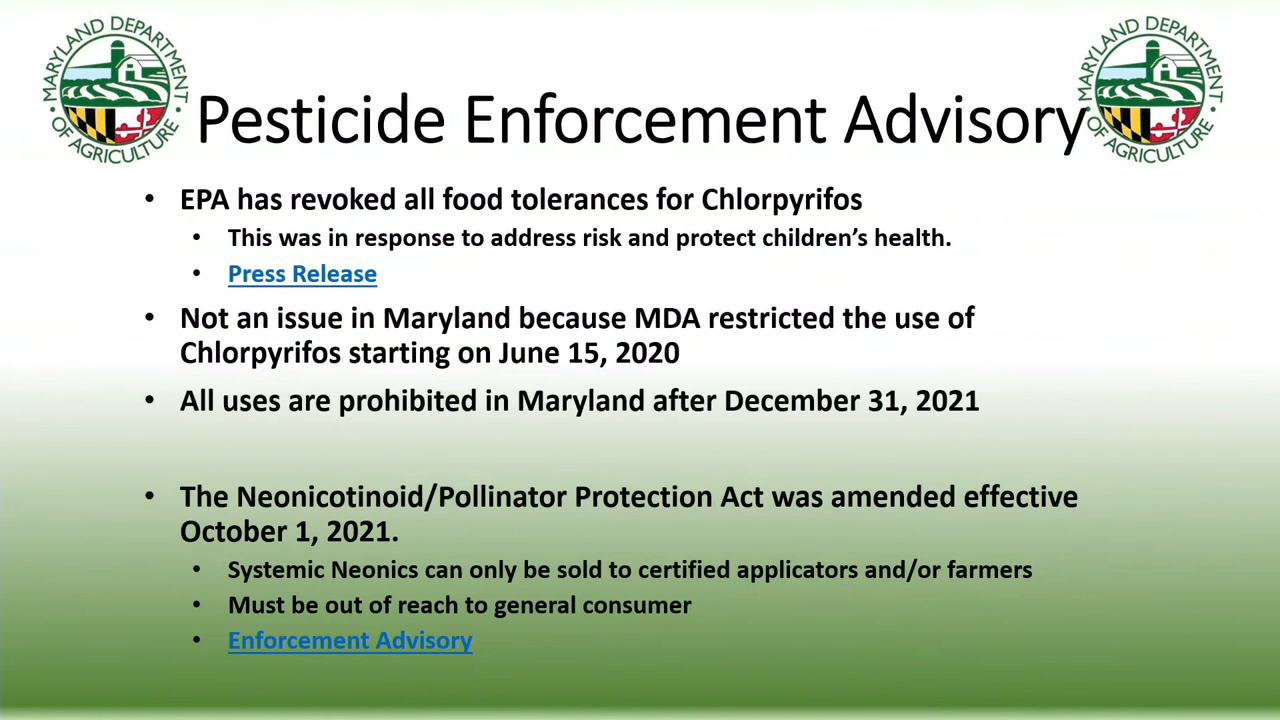 MARYLAND DEPARTMENT
• OF AGRICULTURE •
MARYLAND DEPARTMENT
• OF AGRICULTURE •
Pesticide Enforcement Advisory
• EPA has revoked all food tolerances for Chlorpyrifos
• This was in response to address risk and protect children’s health.
• Press Release
• Not an issue in Maryland because MDA restricted the use of
Chlorpyrifos starting on June 15, 2020
• All uses are prohibited in Maryland after December 31, 2021
• The Neonicotinoid/Pollinator Protection Act was amended effective
October 1, 2021.
• Systemic Neonics can only be sold to certified applicators and/or farmers
• Must be out of reach to general consumer
• Enforcement Advisory